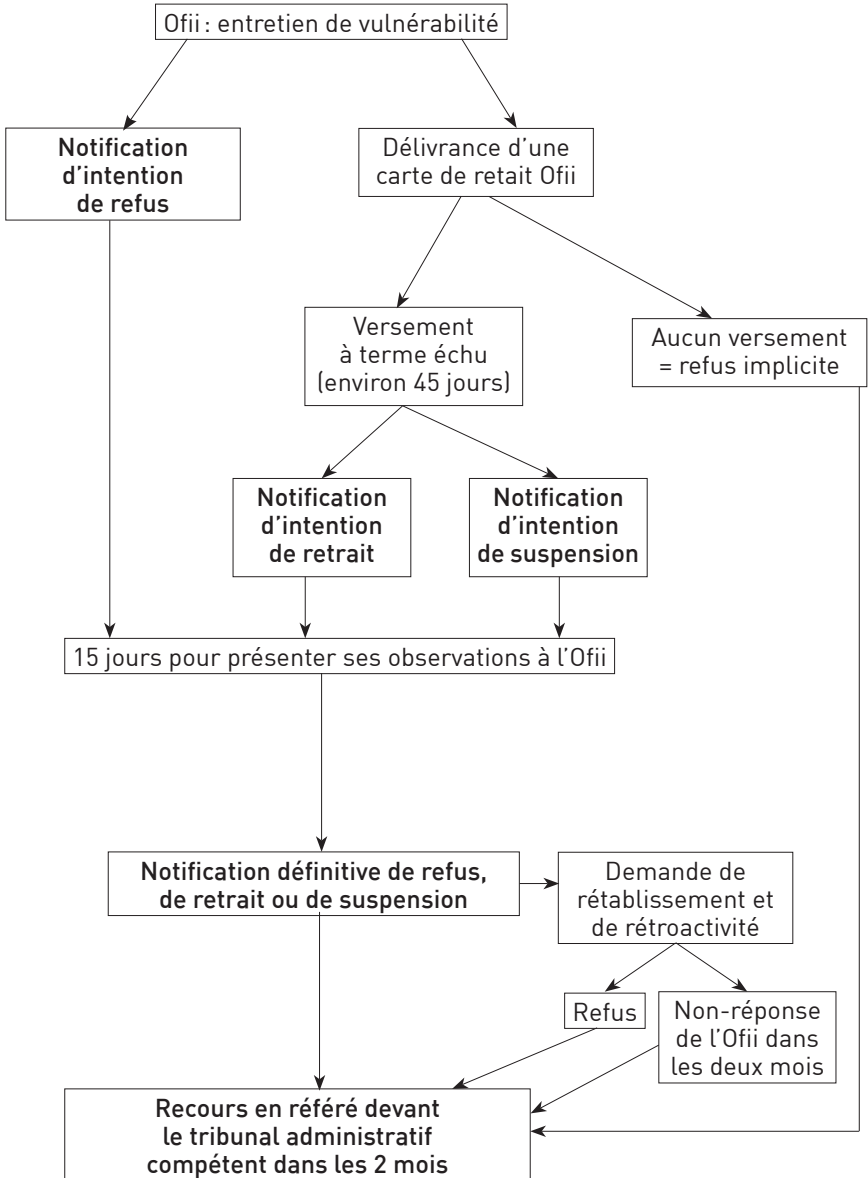 Ofii : entretien de vulnérabilité
Notification
d'intention
de refus
Délivrance d'une
carte de retait Ofii
Versement
à terme échu
(environ 45 jours)
Aucun versement
= refus implicite
Notification
d'intention
de retrait
Notification
d'intention
de suspension
15 jours pour présenter ses observations à l'Ofii
Notification définitive de refus,
de retrait ou de suspension
Demande de
rétablissement et
de rétroactivité
Refus
Non-réponse
de l'Ofii dans
les deux mois
Recours en référé devant
le tribunal administratif
compétent dans les 2 mois